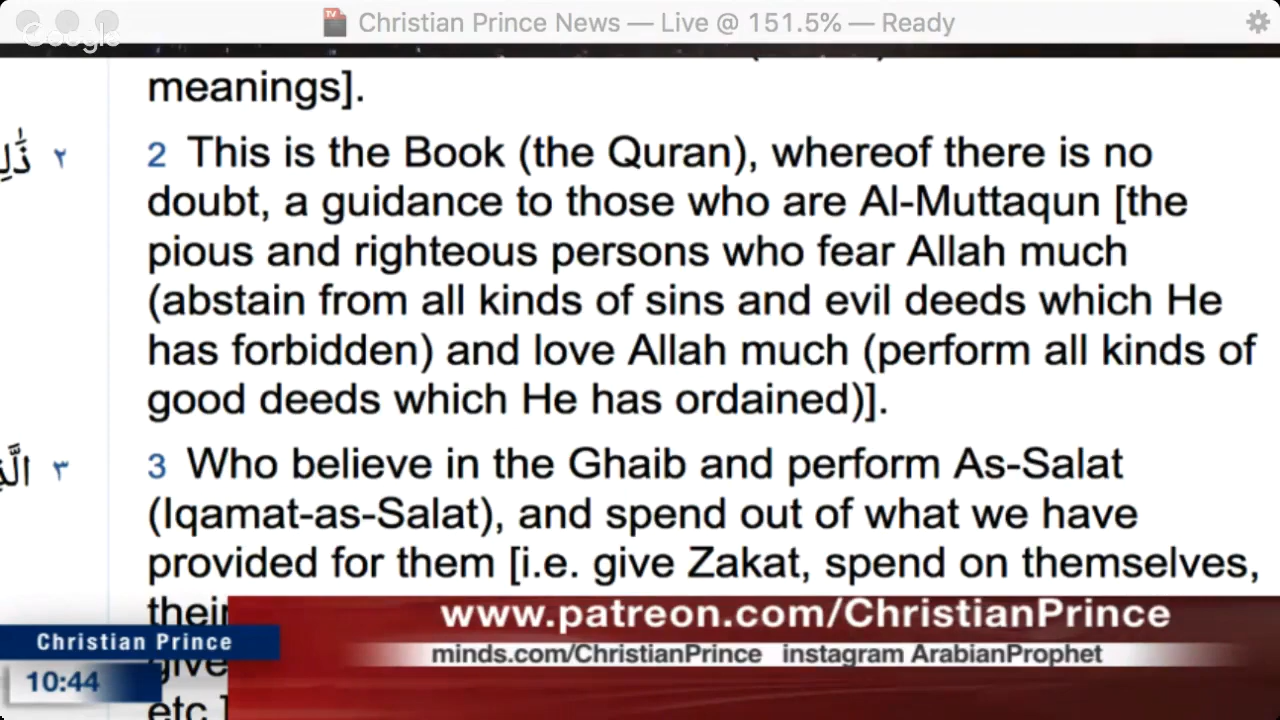 Christian Prince News — Live @ 151.5% — Ready
Google
meanings].
٢
2 This is the Book (the Quran), whereof there is no
doubt, a guidance to those who are Al-Muttaqun [the
pious and righteous persons who fear Allah much
(abstain from all kinds of sins and evil deeds which He
has forbidden) and love Allah much (perform all kinds of
good deeds which He has ordained)].
٣
3 Who believe in the Ghaib and perform As-Salat
(Iqamat-as-Salat), and spend out of what we have
provided for them [i.e. give Zakat, spend on themselves,
www.patreon.com/ChristianPrince
minds.com/ChristianPrince instagram ArabianProphet
Christian Prince
10:44
etc.]